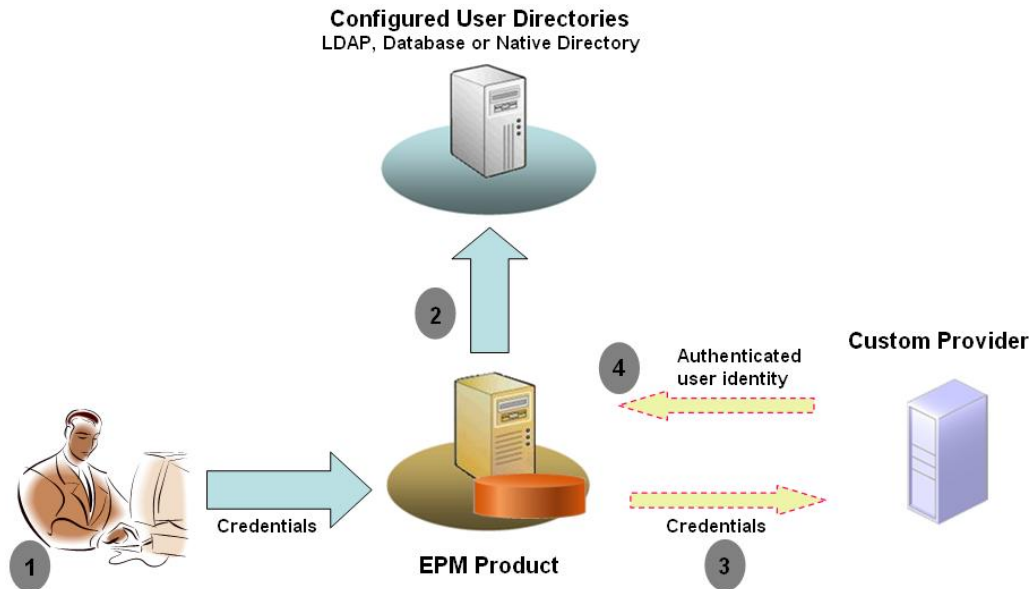 Configured User Directories
LDAP, Database or Native Directory
2
Custom Provider
4
Authenticated
user identity
Credentials
Credentials
1
EPM Product
3